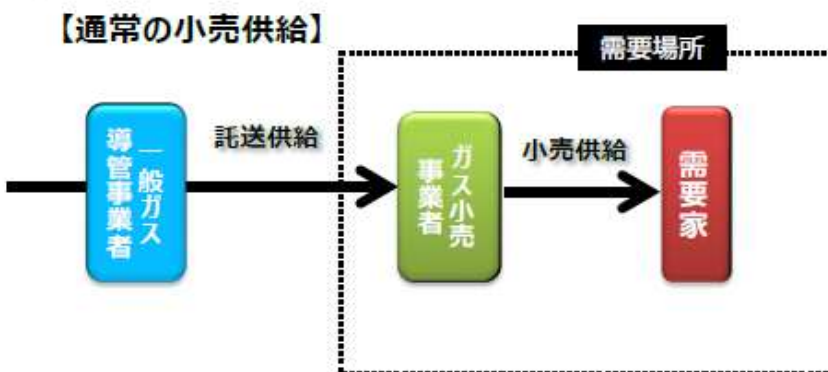 【通常の小売供給】
需要場所
一般ガス
導管事業者
託送供給
ガス小売
事業者
小売供給
需要家